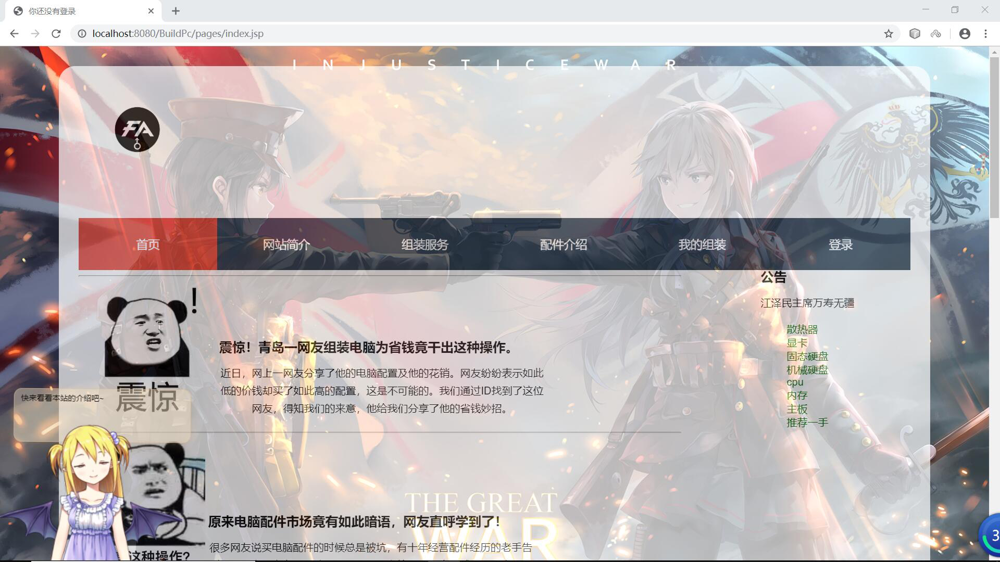 你还没有登录
localhost:8080/BuildPc/pages/index.jsp
INJUSTICEWAR
FA
首页
网站简介
组装服务
配件介绍
我的组装
登录
公告
江泽民主席万寿无疆
散热器
显卡
固态硬盘
机械硬盘
cpu
内存
主板
推荐一手
!
震惊
震惊！青岛一网友组装电脑为省钱竟干出这种操作。
近日，网上一网友分享了他的电脑配置及他的花销。网友纷纷表示如此
低的价钱却买了如此高的配置，这是不可能的。我们通过ID找到了这位
网友，得知我们的来意，他给我们分享了他的省钱妙招。
快来看看本站的介绍吧~
THE GREAT
WAR
原来电脑配件市场竟有如此暗语，网友直呼学到了！
很多网友说买电脑配件的时候总是被坑，有十年经营配件经历的老手告
这种操作?
3